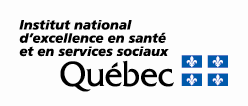 Institut national
d'excellence en santé
et en services sociaux
Québec